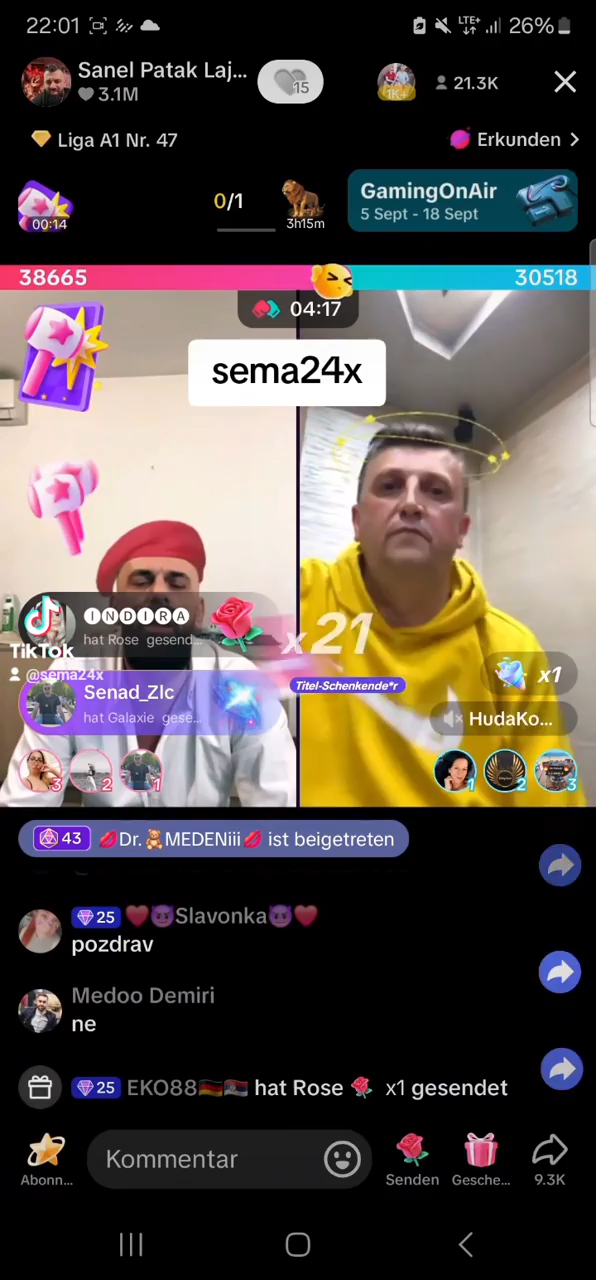 22:01
LTE+
26%
Sanel Patak Laj...
3.1M
15
1K+
21.3K
Liga A1 Nr. 47
Erkunden
00:14
0/1
3h15m
GamingOnAir
5 Sept - 18 Sept
38665
30518
04:17
sema24x
🅘🅝🅓🅘🅡🅐
hat Rose gesend...
x21
TikTok
@sema24x
Titel-Schenkende*r
x1
Senad_Zlc
hat Galaxie gese...
HudaKo...
3
2
1
1
2
3
43 💋Dr.🧸MEDENiii💋 ist beigetreten
25 ❤️😈Slavonka😈❤️
pozdrav
Medoo Demiri
ne
25 EKO88🇩🇪🇷🇸 hat Rose 🌹 x1 gesendet
Kommentar
Abonn...
Senden
Gesche...
9.3K